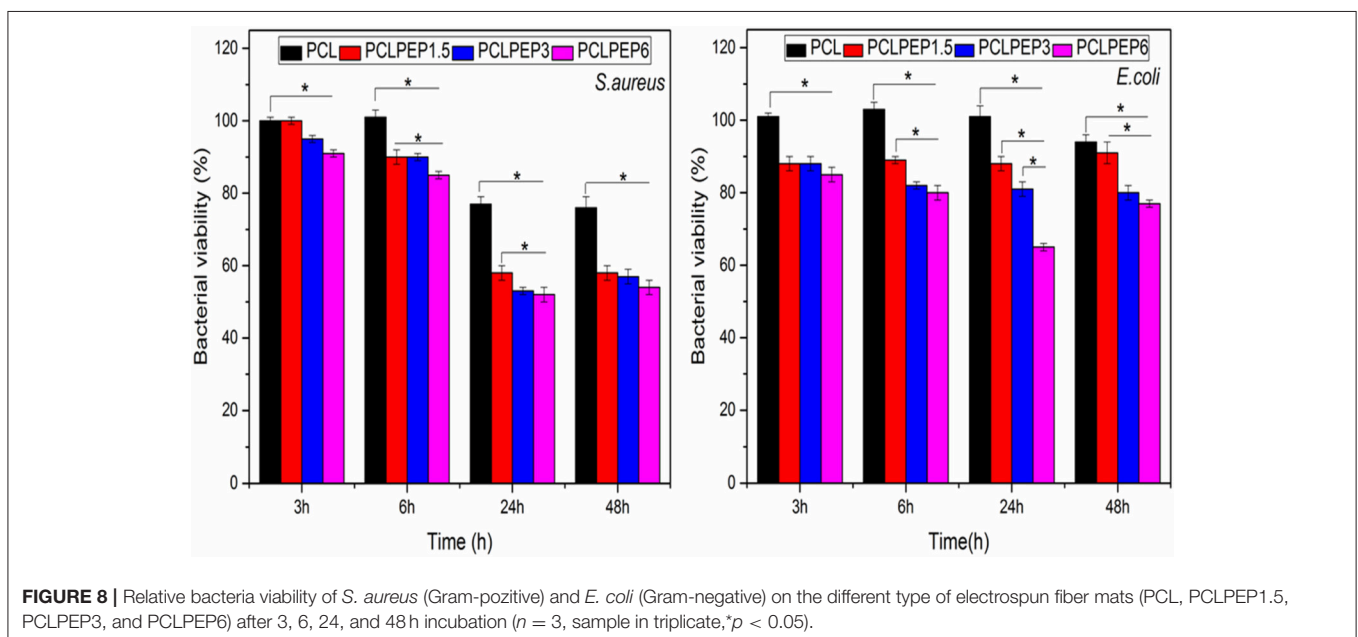 PCL PCLPEP1.5 PCLPEP3 PCLPEP6
S.aureus
Bacterial viability (%)
120
100
80
60
40
20
0
* * * * * *
3h 6h 24h 48h
Time (h)
PCL PCLPEP1.5 PCLPEP3 PCLPEP6
E.coli
Bacterial viability (%)
120
100
80
60
40
20
0
* * * * * * * *
3h 6h 24h 48h
Time(h)
FIGURE 8 | Relative bacteria viability of S. aureus (Gram-pozitive) and E. coli (Gram-negative) on the different type of electrospun fiber mats (PCL, PCLPEP1.5,
PCLPEP3, and PCLPEP6) after 3, 6, 24, and 48 h incubation (n = 3, sample in triplicate,*p < 0.05).